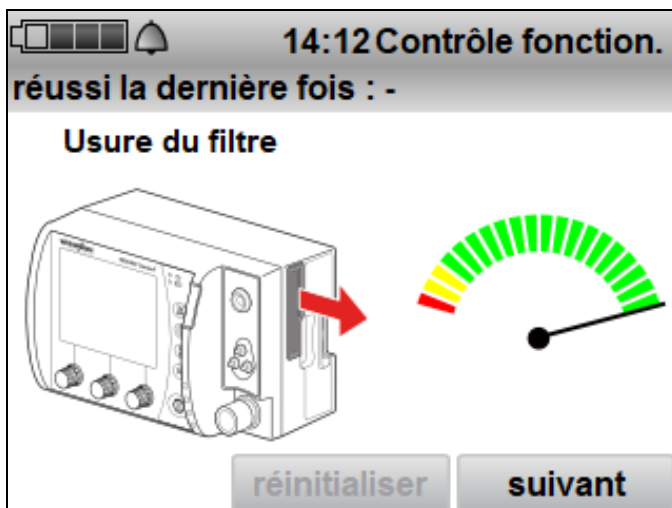 14:12 Contrôle fonction.
réussi la dernière fois : -
Usure du filtre
réinitialiser
suivant